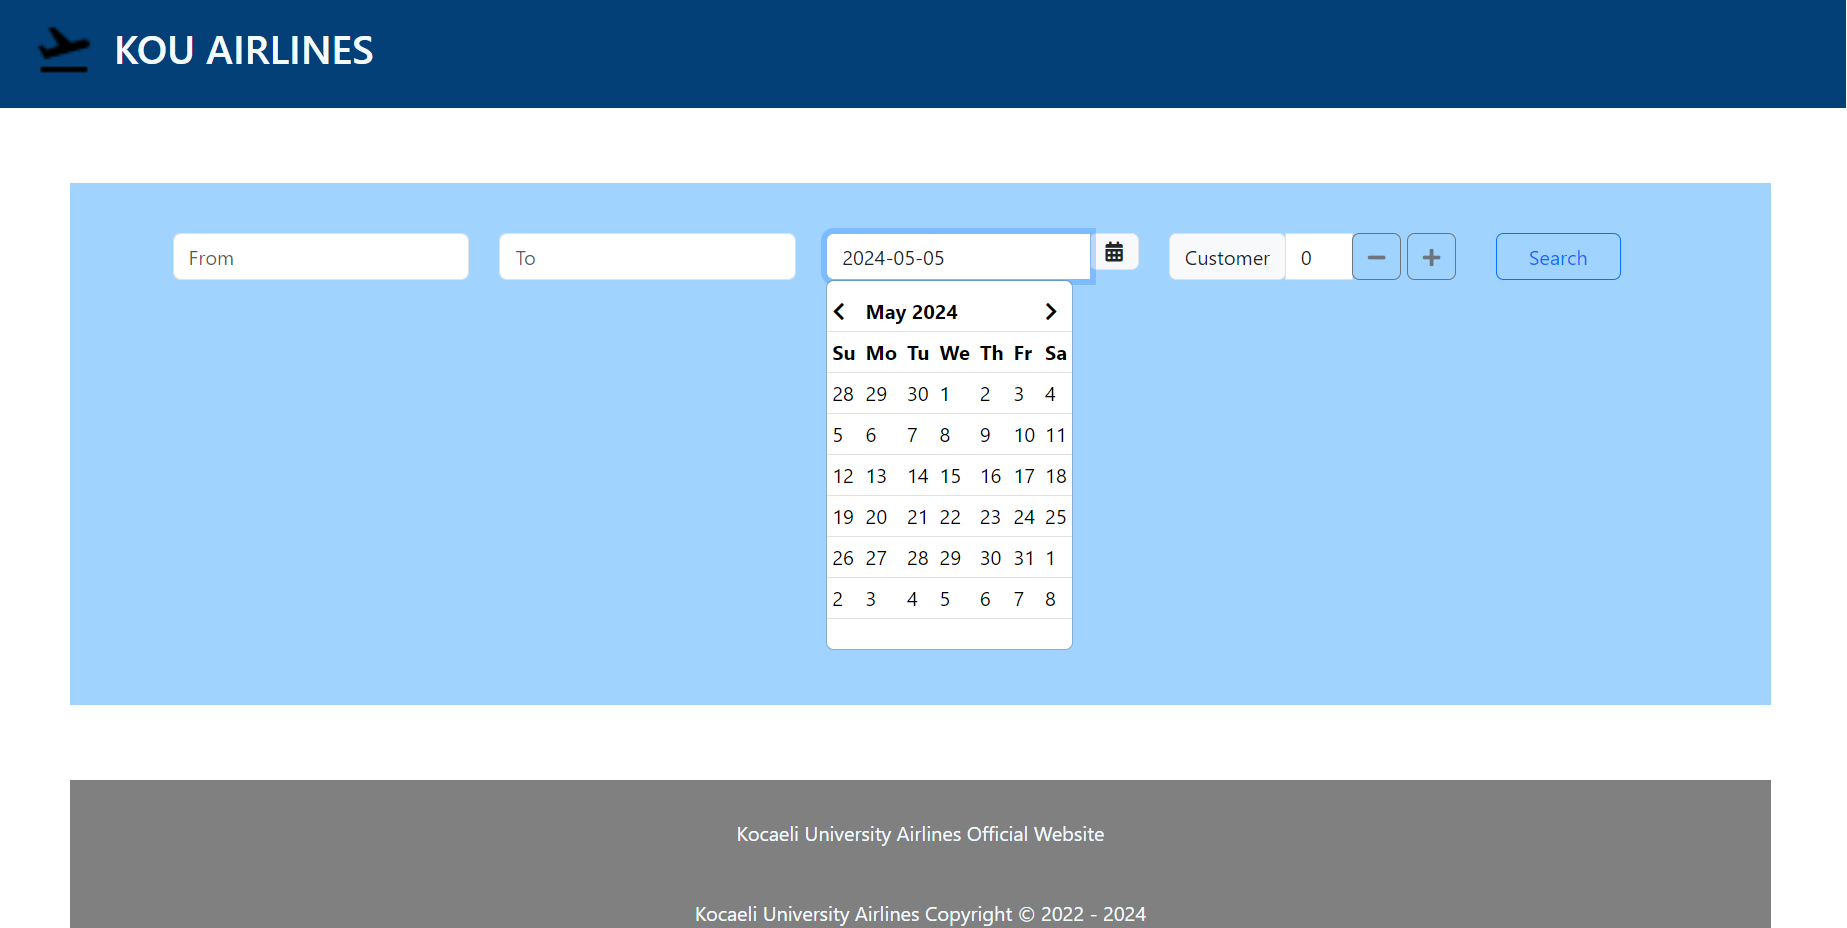 KOU AIRLINES
From To 2024-05-05 Customer 0 Search
May 2024
Su Mo Tu We Th Fr Sa
28 29 30 1 2 3 4
5 6 7 8 9 10 11
12 13 14 15 16 17 18
19 20 21 22 23 24 25
26 27 28 29 30 31 1
2 3 4 5 6 7 8
Kocaeli University Airlines Official Website
Kocaeli University Airlines Copyright © 2022 - 2024